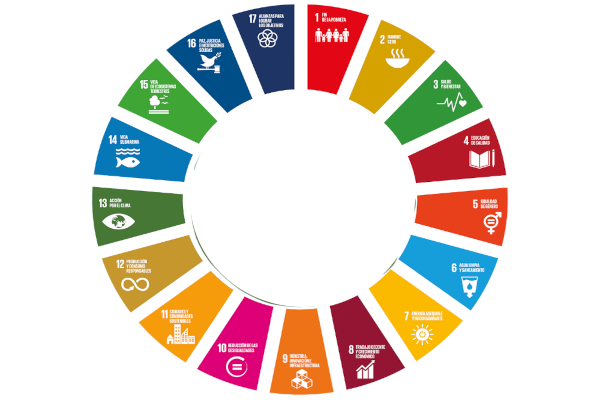 1 FIN
DE LA POBREZA
2 HAMBRE
CERO
3 SALUD
Y BIENESTAR
4 EDUCACIÓN
DE CALIDAD
5 IGUALDAD
DE GÉNERO
6 AGUA LIMPIA
Y SANEAMIENTO
7 ENERGÍA ASEQUIBLE
Y NO CONTAMINANTE
8 TRABAJO DECENTE
Y CRECIMIENTO
ECONÓMICO
9 INDUSTRIA,
INNOVACIÓN E
INFRAESTRUCTURA
10 REDUCCIÓN DE LAS
DESIGUALDADES
11 CIUDADES Y
COMUNIDADES
SOSTENIBLES
12 PRODUCCIÓN
Y CONSUMO
RESPONSABLES
13 ACCIÓN
POR EL CLIMA
14 VIDA
SUBMARINA
15 VIDA
DE ECOSISTEMAS
TERRESTRES
16 PAZ, JUSTICIA
E INSTITUCIONES
SÓLIDAS
17 ALIANZAS PARA
LOGRAR
LOS OBJETIVOS